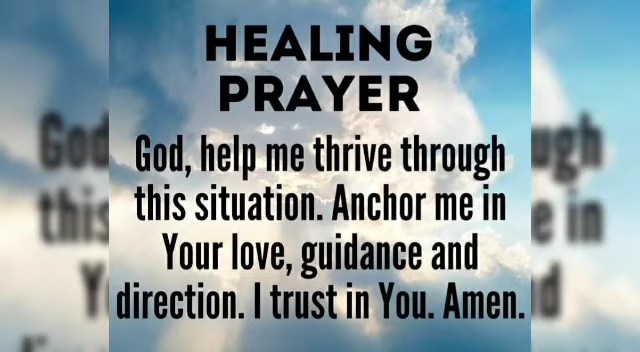 HEALING
PRAYER
God, help me thrive through
this situation. Anchor me in
Your love, guidance and
direction. I trust in You. Amen.